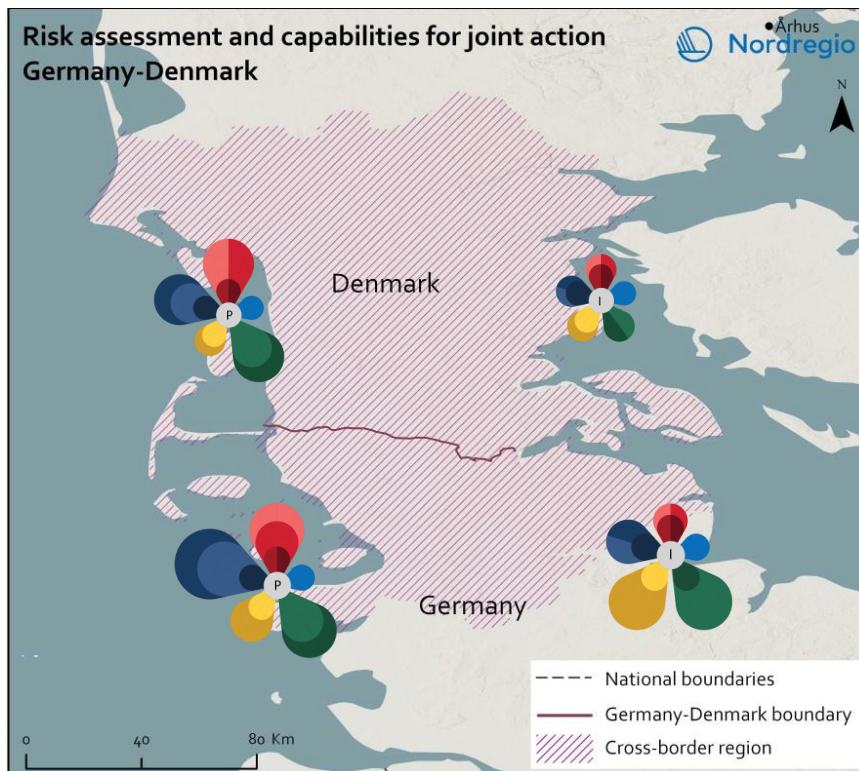 Risk assessment and capabilities for joint action
Germany-Denmark
Århus
Nordregio
N
Denmark
P
I
P
I
Germany
National boundaries
Germany-Denmark boundary
Cross-border region
0 40 80 Km